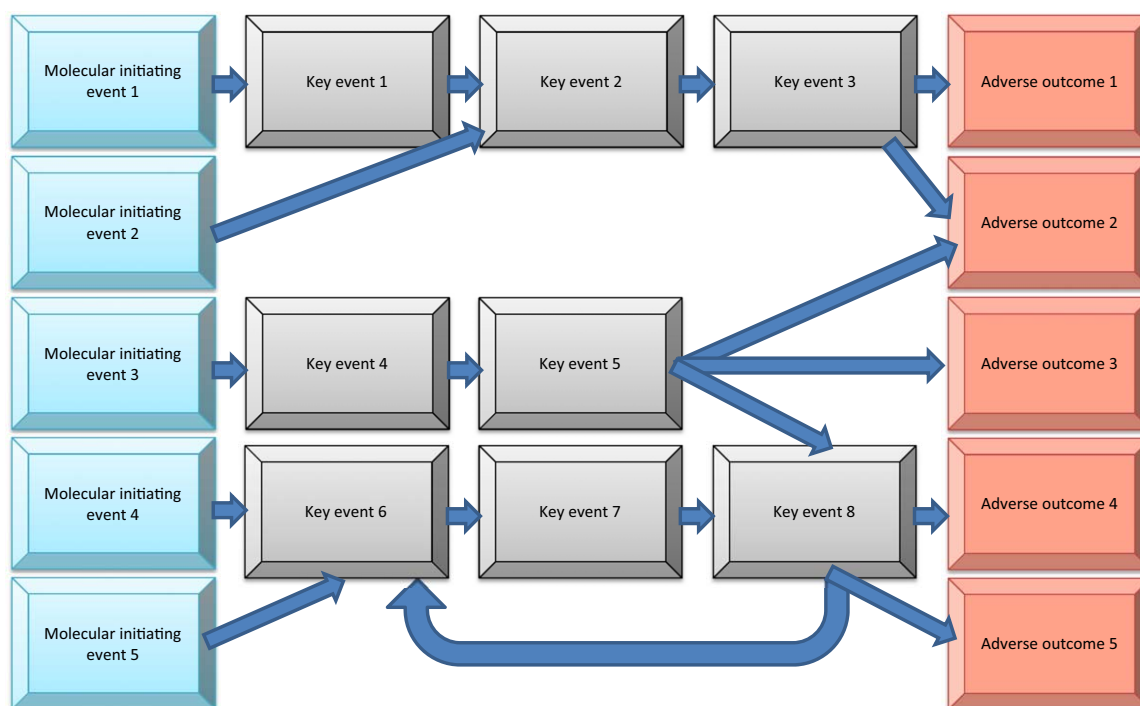 Molecular initiating
event 1
Key event 1
Key event 2
Key event 3
Adverse outcome 1
Molecular initiating
event 2
Adverse outcome 2
Molecular initiating
event 3
Key event 4
Key event 5
Adverse outcome 3
Molecular initiating
event 4
Key event 6
Key event 7
Key event 8
Adverse outcome 4
Molecular initiating
event 5
Adverse outcome 5